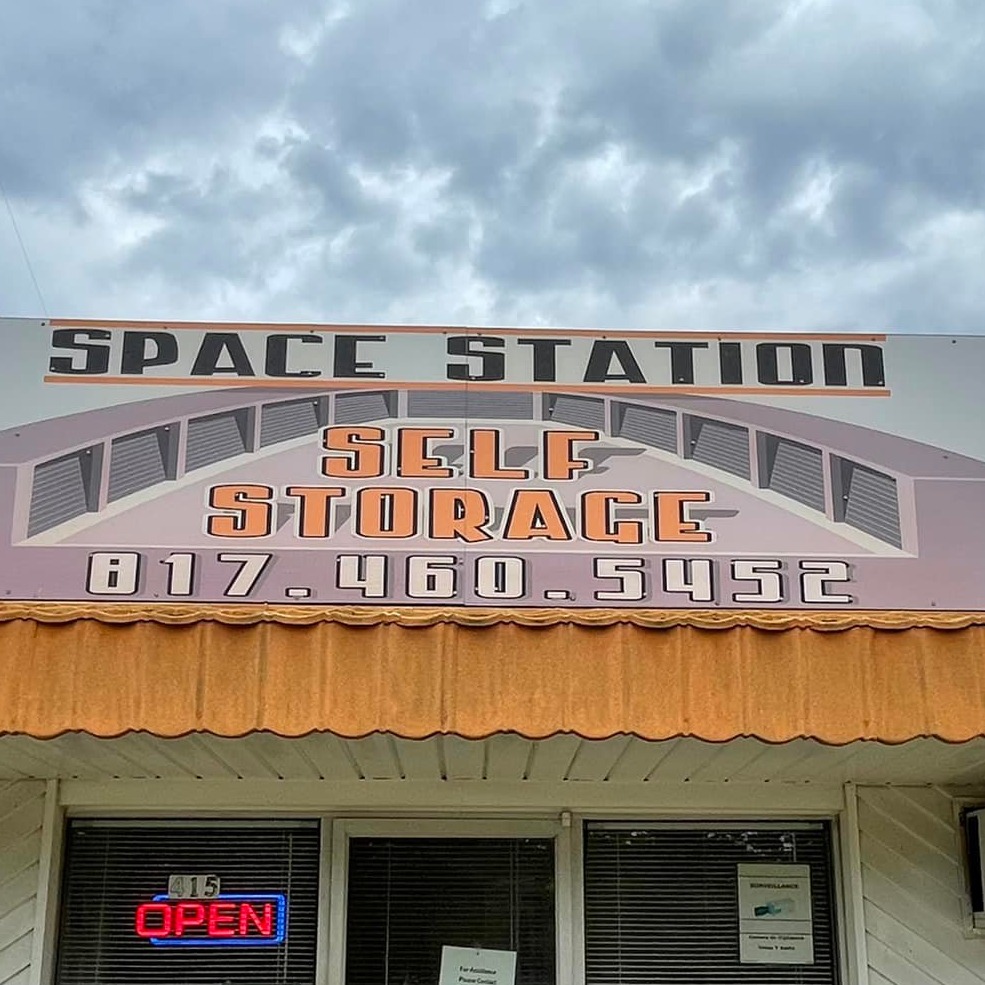 SPACE STATION
SELF
STORAGE
817.460.5452
415
OPEN
SURVEILLANCE
For Assistance
Please Contact